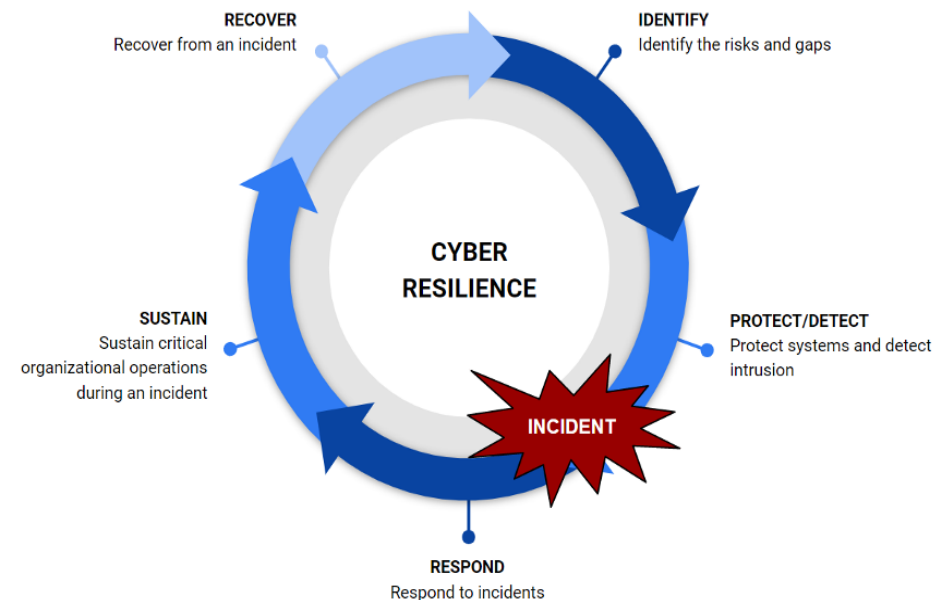 RECOVER
Recover from an incident
IDENTIFY
Identify the risks and gaps
CYBER
RESILIENCE
SUSTAIN
Sustain critical
organizational operations
during an incident
PROTECT/DETECT
Protect systems and detect
intrusion
INCIDENT
RESPOND
Respond to incidents